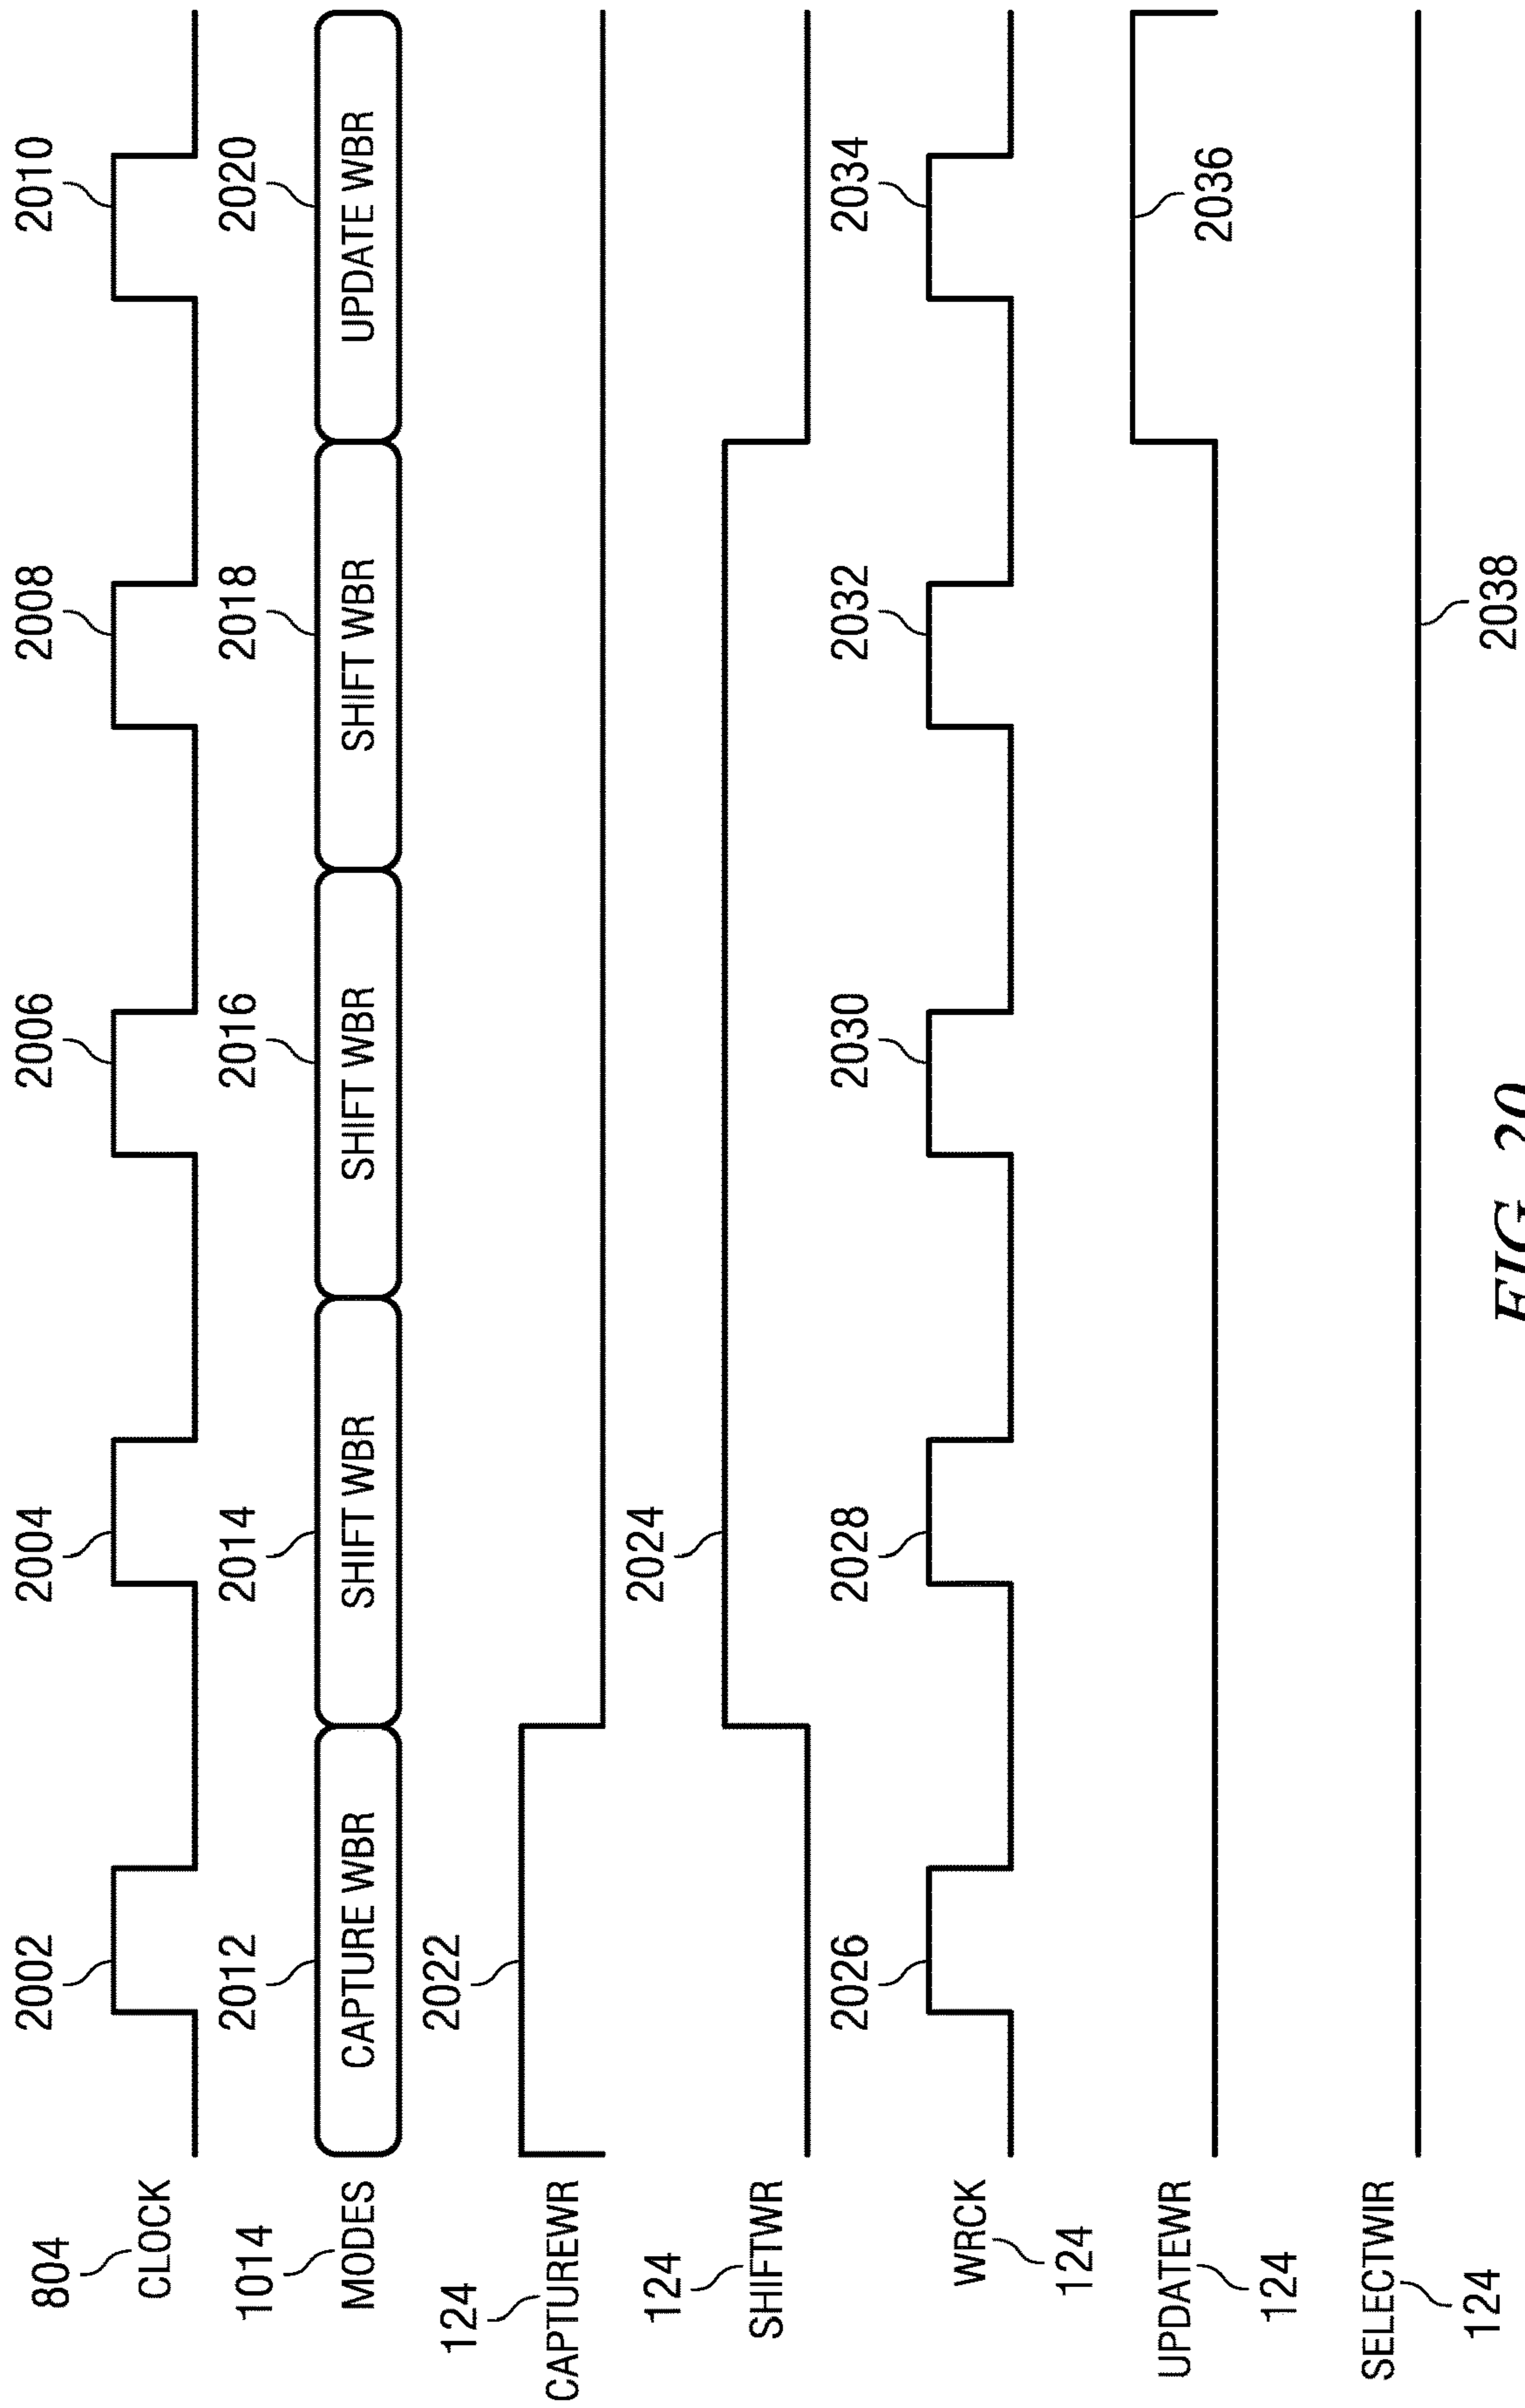 804 2002 2004 2006 2008 2010
CLOCK
1014 2012 2014 2016 2018 2020
MODES CAPTURE WBR SHIFT WBR SHIFT WBR SHIFT WBR UPDATE WBR
124 2022
CAPTUREWR
124 2024
SHIFTWR
2026 2028 2030 2032 2034
WRCK
124
UPDATEWR 2036
124
SELECTWIR
124 2038
FIG. 20